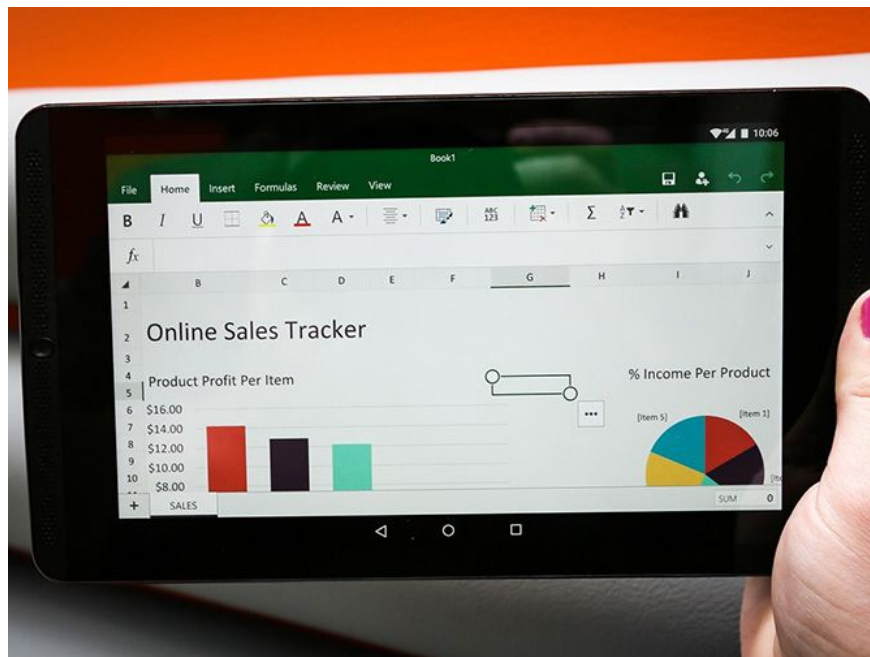 10:06
Book1
File Home Insert Formulas Review View
B I U A A ABC 123 Σ A Z
fx
B C D E F G H I J
1
2 Online Sales Tracker
3
4 Product Profit Per Item % Income Per Product
5
6 $16.00 [Item 5] [Item 1]
7 $14.00
8 $12.00
9 $10.00
10 $8.00
+ SALES SUM 0